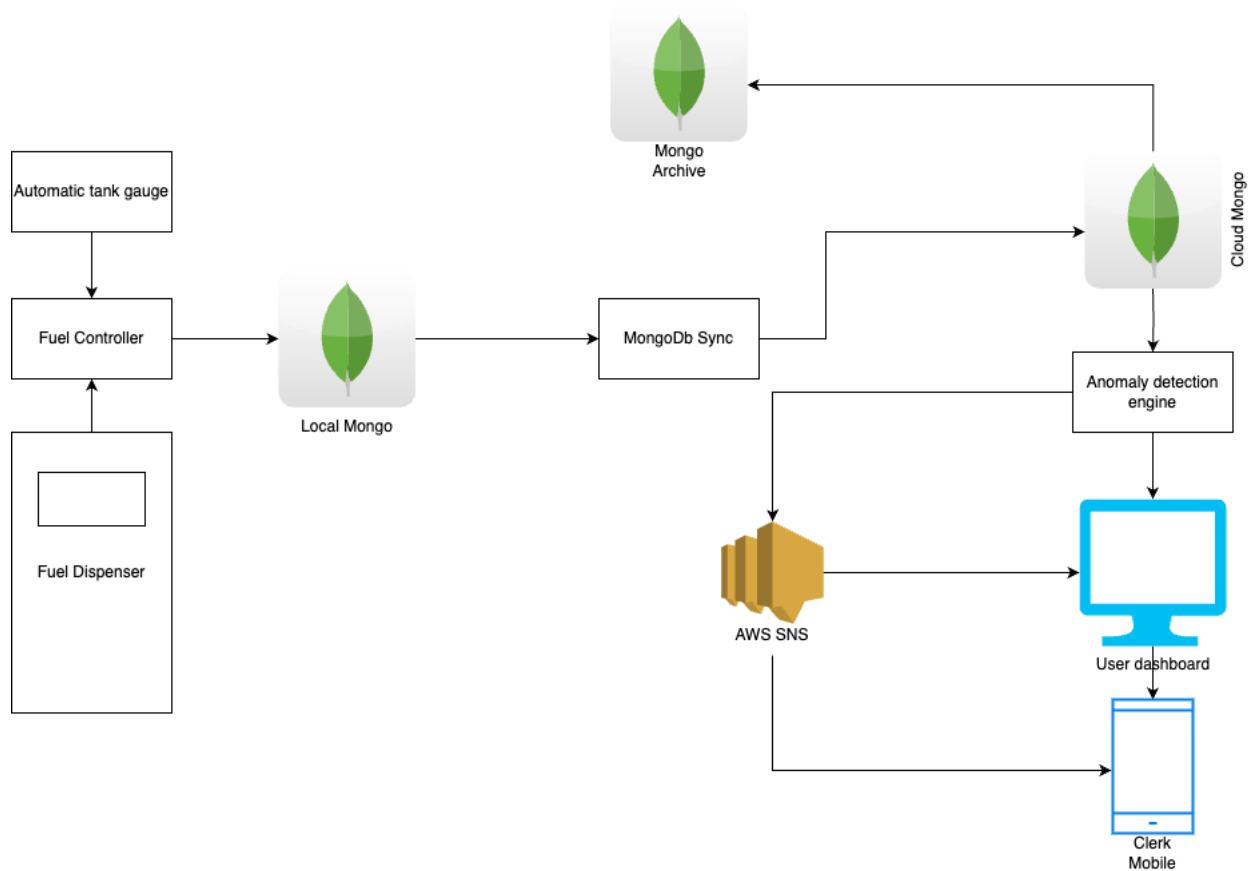 Mongo
Archive
Automatic tank gauge
Cloud Mongo
Fuel Controller
MongoDb Sync
Local Mongo
Anomaly detection
engine
Fuel Dispenser
AWS SNS
User dashboard
Clerk
Mobile